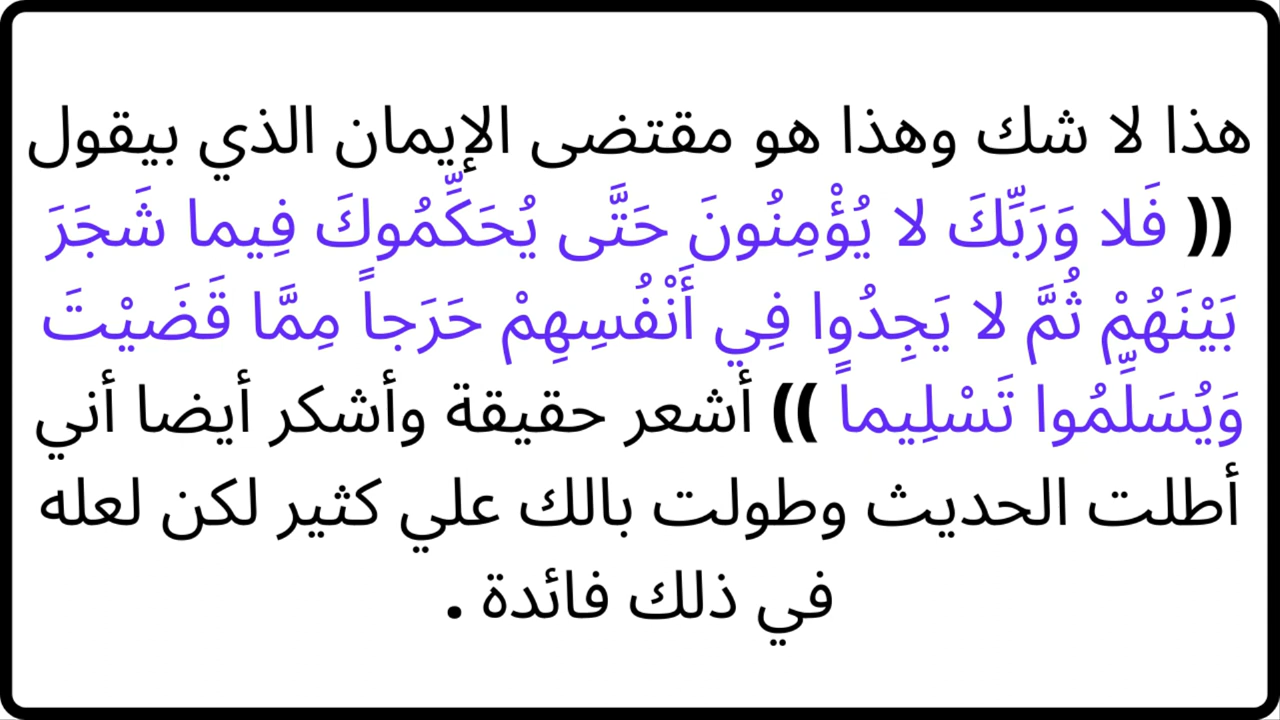 هذا لا شك وهذا هو مقتضى الإيمان الذي بيقول
(( فَلا وَرَبِّكَ لا يُؤْمِنُونَ حَتَّى يُحَكِّمُوكَ فِيما شَجَرَ
بَيْنَهُمْ ثُمَّ لا يَجِدُوا فِي أَنْفُسِهِمْ حَرَجاً مِمَّا قَضَيْتَ
وَيُسَلِّمُوا تَسْلِيماً )) أشعر حقيقة وأشكر أيضا أني
أطلت الحديث وطولت بالك علي كثير لكن لعله
في ذلك فائدة .